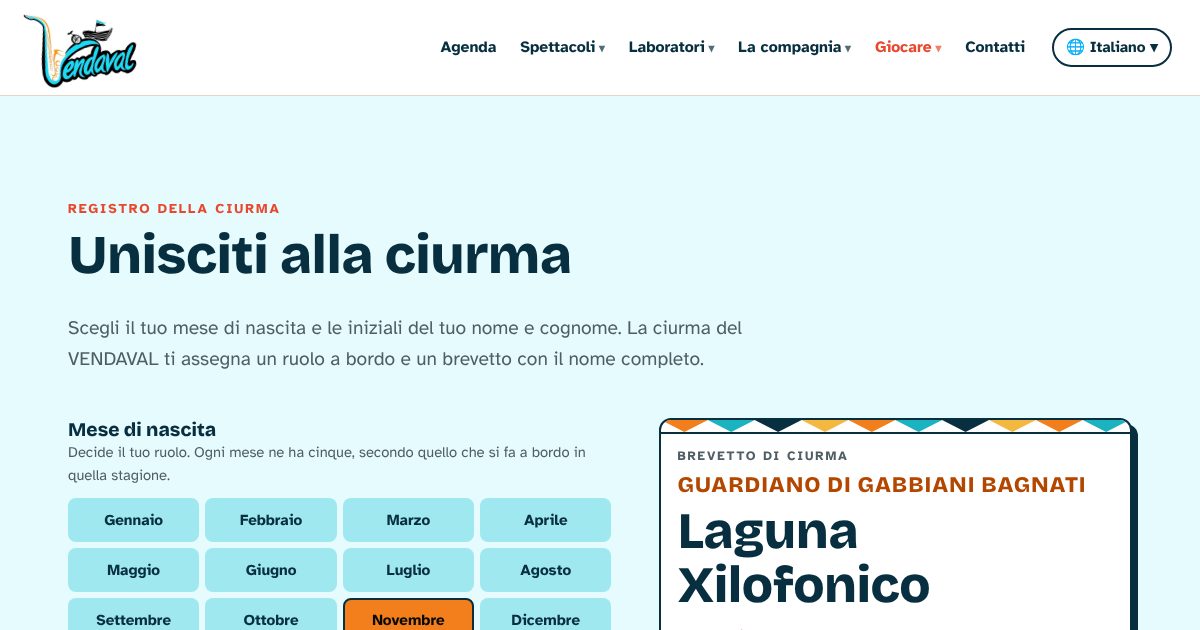 Vendaval
Agenda Spettacoli ▾ Laboratori ▾ La compagnia ▾ Giocare ▾ Contatti 🌐 Italiano ▾
REGISTRO DELLA CIURMA
Unisciti alla ciurma
Scegli il tuo mese di nascita e le iniziali del tuo nome e cognome. La ciurma del
VENDAVAL ti assegna un ruolo a bordo e un brevetto con il nome completo.
Mese di nascita
Decide il tuo ruolo. Ogni mese ne ha cinque, secondo quello che si fa a bordo in
quella stagione.
Gennaio Febbraio Marzo Aprile
Maggio Giugno Luglio Agosto
Settembre Ottobre Novembre Dicembre
BREVETTO DI CIURMA
GUARDIANO DI GABBIANI BAGNATI
Laguna
Xilofonico